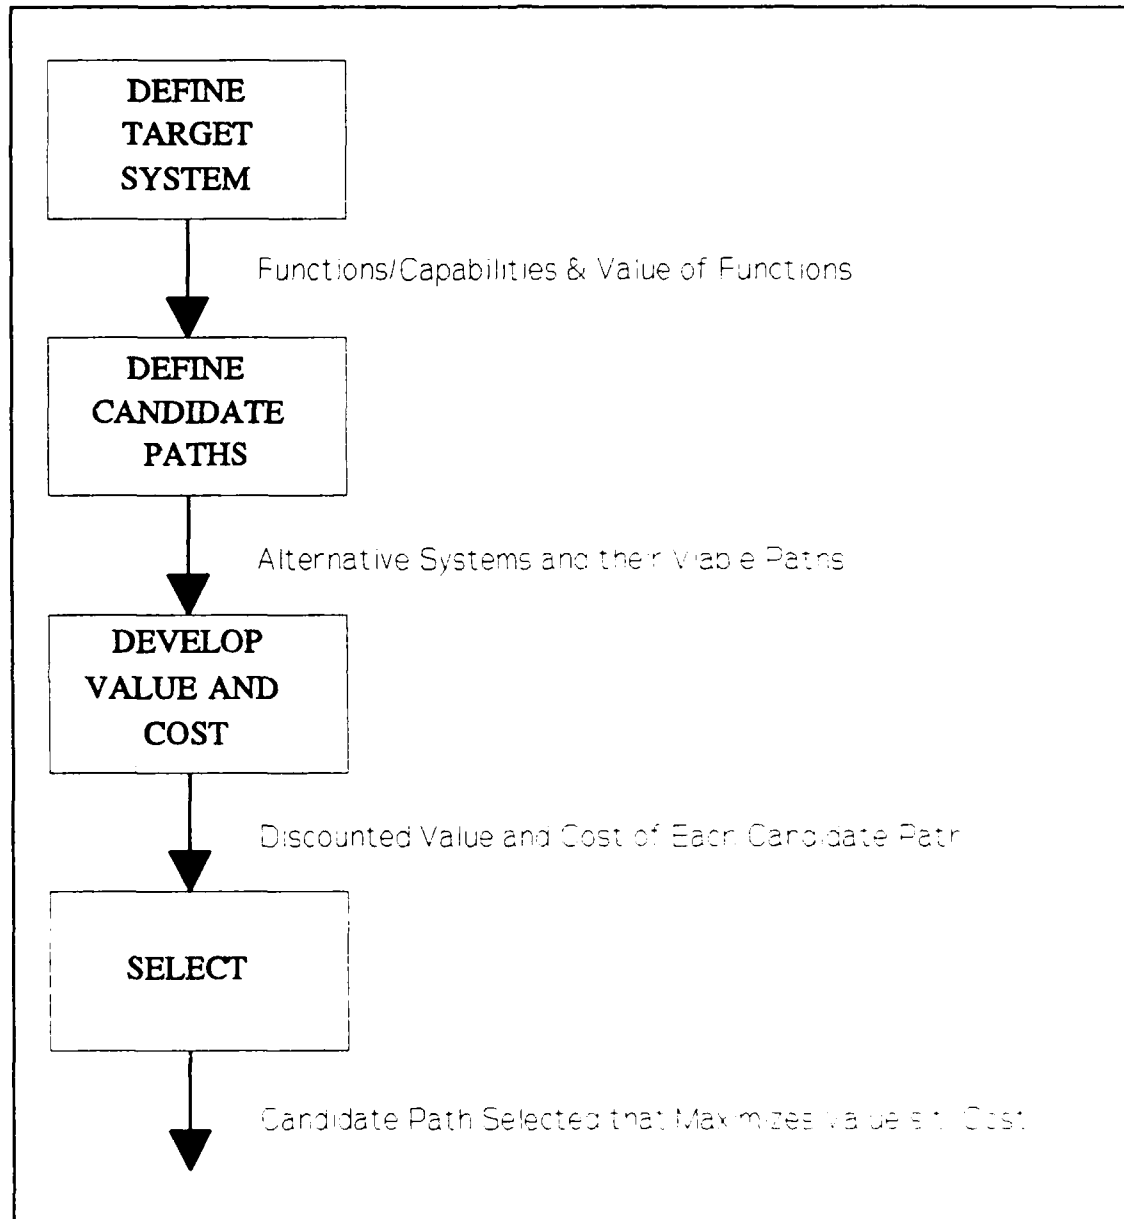 DEFINE
TARGET
SYSTEM
Functions/Capabilities & Value of Functions
DEFINE
CANDIDATE
PATHS
Alternative Systems and their Viable Paths
DEVELOP
VALUE AND
COST
Discounted Value and Cost of Each Candidate Path
SELECT
Candidate Path Selected that Maximizes Value s.t. Cost